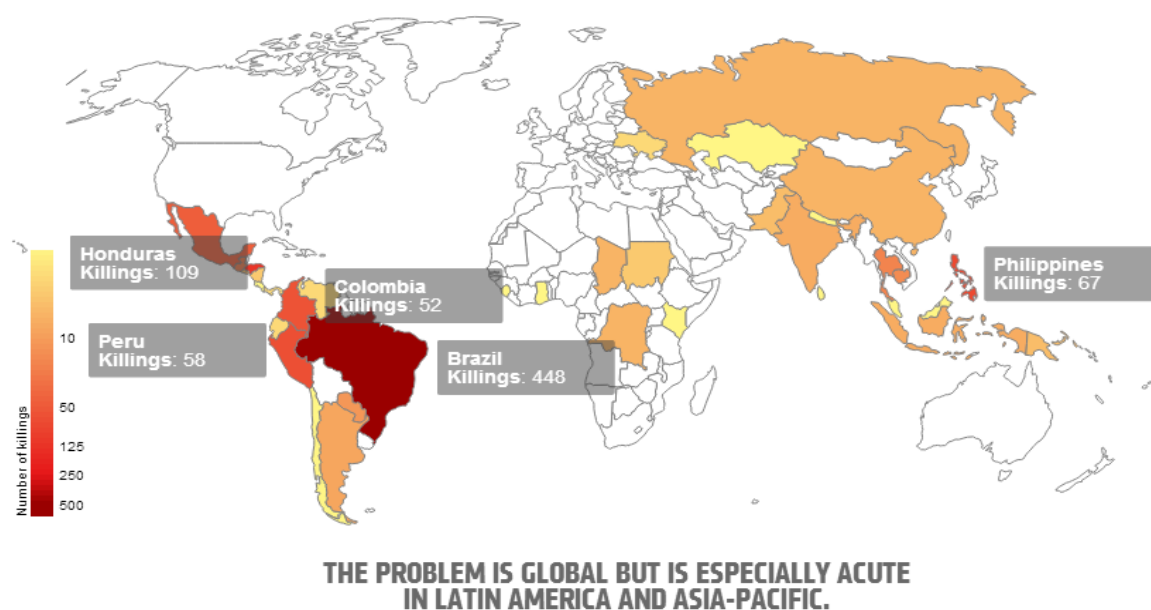 Honduras
Killings: 109
Colombia
Killings: 52
Philippines
Killings: 67
Peru
Killings: 58
Brazil
Killings: 448
Number of killings
10
50
125
250
500
THE PROBLEM IS GLOBAL BUT IS ESPECIALLY ACUTE
IN LATIN AMERICA AND ASIA-PACIFIC.